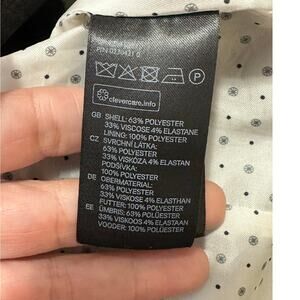 clevercare.info
GB SHELL: 63% POLYESTER
33% VISCOSE 4% ELASTANE
LINING: 100% POLYESTER
CZ SVRCHNÍ LÁTKA:
63% POLYESTER
33% VISKÓZA 4% ELASTAN
PODŠÍVKA:
100% POLYESTER
DE OBERMATERIAL:
63% POLYESTER
33% VISKOSE 4% ELASTHAN
FUTTER: 100% POLYESTER
EE ÜMBRIS: 63% POLÜESTER
33% VISKOOS 4% ELASTAAN
VOODER: 100% POLÜESTER